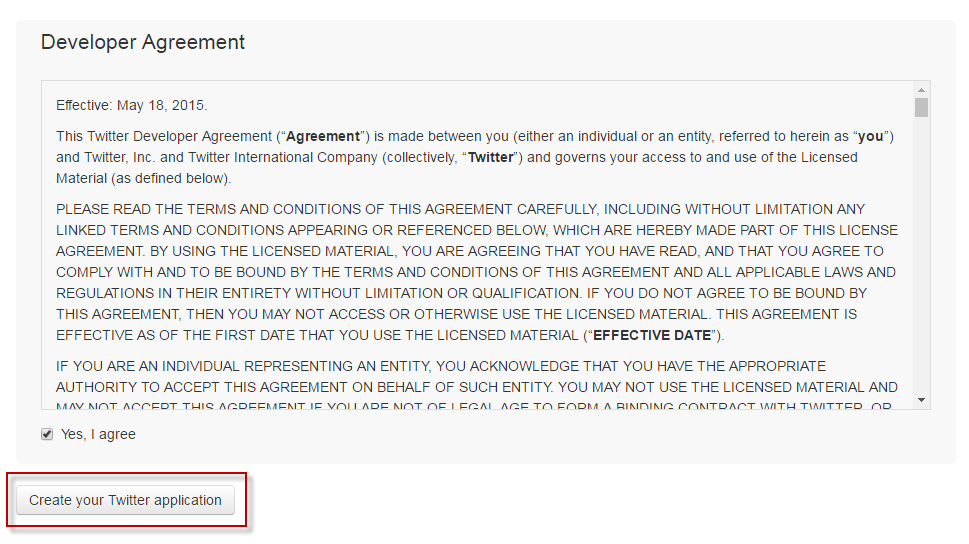 Developer Agreement
Effective: May 18, 2015.
This Twitter Developer Agreement (“Agreement”) is made between you (either an individual or an entity, referred to herein as “you”)
and Twitter, Inc. and Twitter International Company (collectively, “Twitter”) and governs your access to and use of the Licensed
Material (as defined below).
PLEASE READ THE TERMS AND CONDITIONS OF THIS AGREEMENT CAREFULLY, INCLUDING WITHOUT LIMITATION ANY
LINKED TERMS AND CONDITIONS APPEARING OR REFERENCED BELOW, WHICH ARE HEREBY MADE PART OF THIS LICENSE
AGREEMENT. BY USING THE LICENSED MATERIAL, YOU ARE AGREEING THAT YOU HAVE READ, AND THAT YOU AGREE TO
COMPLY WITH AND TO BE BOUND BY THE TERMS AND CONDITIONS OF THIS AGREEMENT AND ALL APPLICABLE LAWS AND
REGULATIONS IN THEIR ENTIRETY WITHOUT LIMITATION OR QUALIFICATION. IF YOU DO NOT AGREE TO BE BOUND BY
THIS AGREEMENT, THEN YOU MAY NOT ACCESS OR OTHERWISE USE THE LICENSED MATERIAL. THIS AGREEMENT IS
EFFECTIVE AS OF THE FIRST DATE THAT YOU USE THE LICENSED MATERIAL (“EFFECTIVE DATE”).
IF YOU ARE AN INDIVIDUAL REPRESENTING AN ENTITY, YOU ACKNOWLEDGE THAT YOU HAVE THE APPROPRIATE
AUTHORITY TO ACCEPT THIS AGREEMENT ON BEHALF OF SUCH ENTITY. YOU MAY NOT USE THE LICENSED MATERIAL AND
MAY NOT ACCEPT THIS AGREEMENT IF YOU ARE NOT OF LEGAL AGE TO FORM A BINDING CONTRACT WITH TWITTER, OR
Yes, I agree
Create your Twitter application